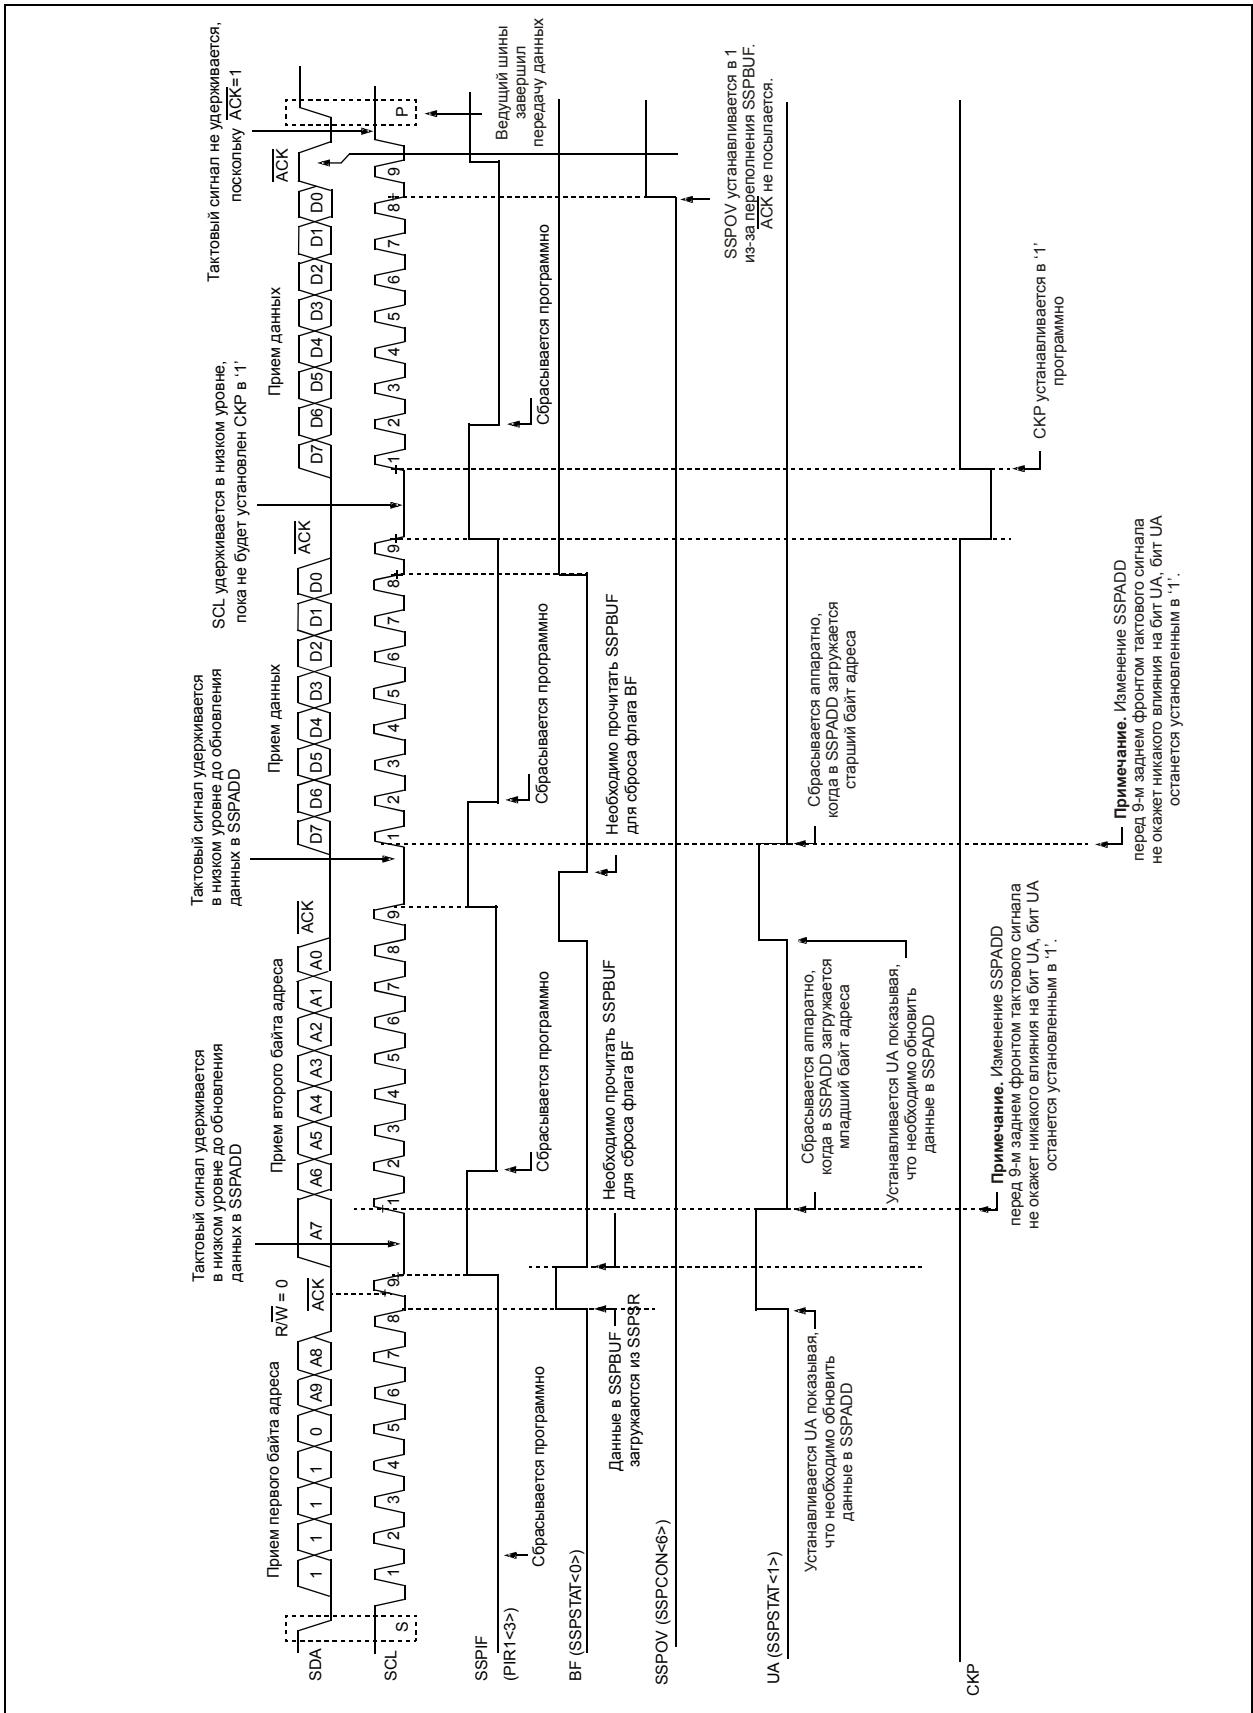 Прием первого байта адреса
R/W = 0
Тактовый сигнал удерживается
в низком уровне до обновления
данных в SSPADD
Прием второго байта адреса
Тактовый сигнал удерживается
в низком уровне до обновления
данных в SSPADD
Прием данных
SCL удерживается в низком уровне,
пока не будет установлен CKP в ‘1’
Прием данных
Тактовый сигнал не удерживается,
поскольку ACK=1
SDA
1 1 1 1 0 A9 A8 ACK A7 A6 A5 A4 A3 A2 A1 A0 ACK D7 D6 D5 D4 D3 D2 D1 D0 ACK D7 D6 D5 D4 D3 D2 D1 D0 ACK
SCL
S 1 2 3 4 5 6 7 8 9 1 2 3 4 5 6 7 8 9 1 2 3 4 5 6 7 8 9 1 2 3 4 5 6 7 8 9 P
SSPIF
(PIR1<3>)
Сбрасывается программно
Сбрасывается программно
Сбрасывается программно
Сбрасывается программно
Ведущий шины
завершил
передачу данных
BF (SSPSTAT<0>)
Данные в SSPBUF
загружаются из SSPSR
Необходимо прочитать SSPBUF
для сброса флага BF
Необходимо прочитать SSPBUF
для сброса флага BF
SSPOV (SSPCON<6>)
SSPOV устанавливается в 1
из-за переполнения SSPBUF.
ACK не посылается.
UA (SSPSTAT<1>)
Устанавливается UA показывая,
что необходимо обновить
данные в SSPADD
Сбрасывается аппаратно,
когда в SSPADD загружается
младший байт адреса
Устанавливается UA показывая,
что необходимо обновить
данные в SSPADD
Сбрасывается аппаратно,
когда в SSPADD загружается
старший байт адреса
CKP
CKP устанавливается в ‘1’
программно
Примечание. Изменение SSPADD
перед 9-м заднем фронтом тактового сигнала
не окажет никакого влияния на бит UA, бит UA
останется установленным в ‘1’.
Примечание. Изменение SSPADD
перед 9-м заднем фронтом тактового сигнала
не окажет никакого влияния на бит UA, бит UA
останется установленным в ‘1’.